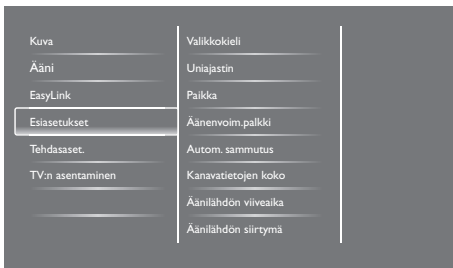 Kuva
Ääni
EasyLink
Esiasetukset
Tehdasaset.
TV:n asentaminen
Valikkokieli
Uniajastin
Paikka
Äänenvoim.palkki
Autom. sammutus
Kanavatietojen koko
Äänilähdön viiveaika
Äänilähdön siirtymä